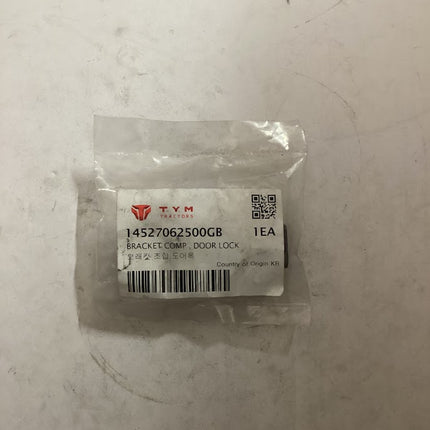 TYM
TRACTORS
14527062500GB 1EA
BRACKET COMP , DOOR LOCK
브래킷 조립,도어록
Country of Origin KR